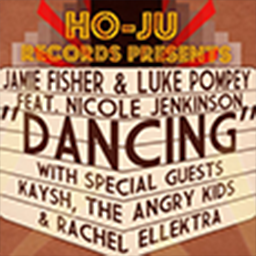 HO-JU
RECORDS PRESENTS
JAMIE FISHER & LUKE POMPEY
FEAT. NICOLE JENKINSON
"DANCING"
WITH SPECIAL GUESTS
KAYSH, THE ANGRY KIDS
& RACHEL ELLEKTRA